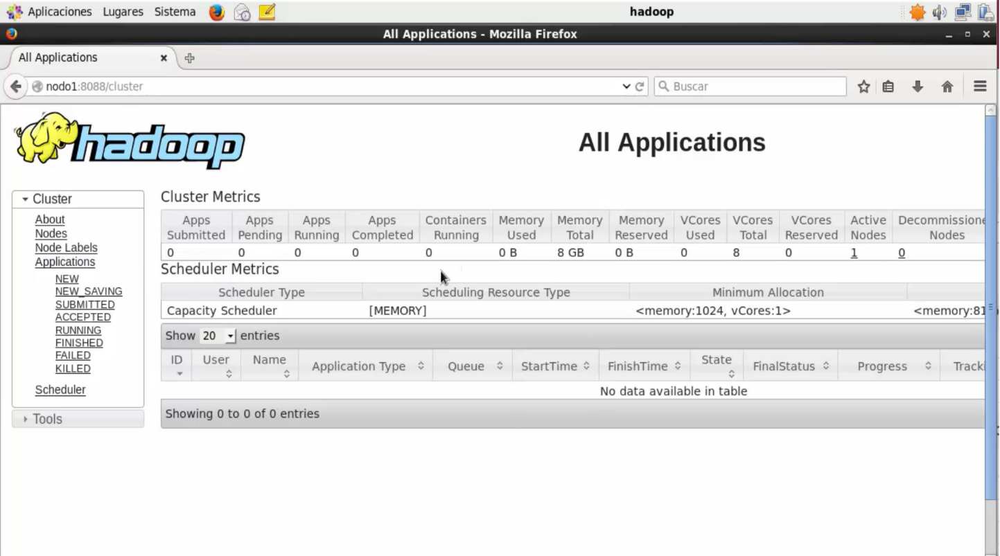 Aplicaciones Lugares Sistema hadoop
All Applications - Mozilla Firefox
All Applications
nodo1:8088/cluster Buscar
hadoop
All Applications
Cluster
About
Nodes
Node Labels
Applications
NEW
NEW_SAVING
SUBMITTED
ACCEPTED
RUNNING
FINISHED
FAILED
KILLED
Scheduler
Tools
Cluster Metrics
Apps Submitted Apps Pending Apps Running Apps Completed Containers Running Memory Used Memory Total Memory Reserved VCores Used VCores Total VCores Reserved Active Nodes Decommissione Nodes
0 0 0 0 0 0 B 8 GB 0 B 0 8 0 1 0
Scheduler Metrics
Scheduler Type Scheduling Resource Type Minimum Allocation
Capacity Scheduler [MEMORY] <memory:1024, vCores:1> <memory:81
Show 20 entries
ID User Name Application Type Queue StartTime FinishTime State FinalStatus Progress Tracki
No data available in table
Showing 0 to 0 of 0 entries